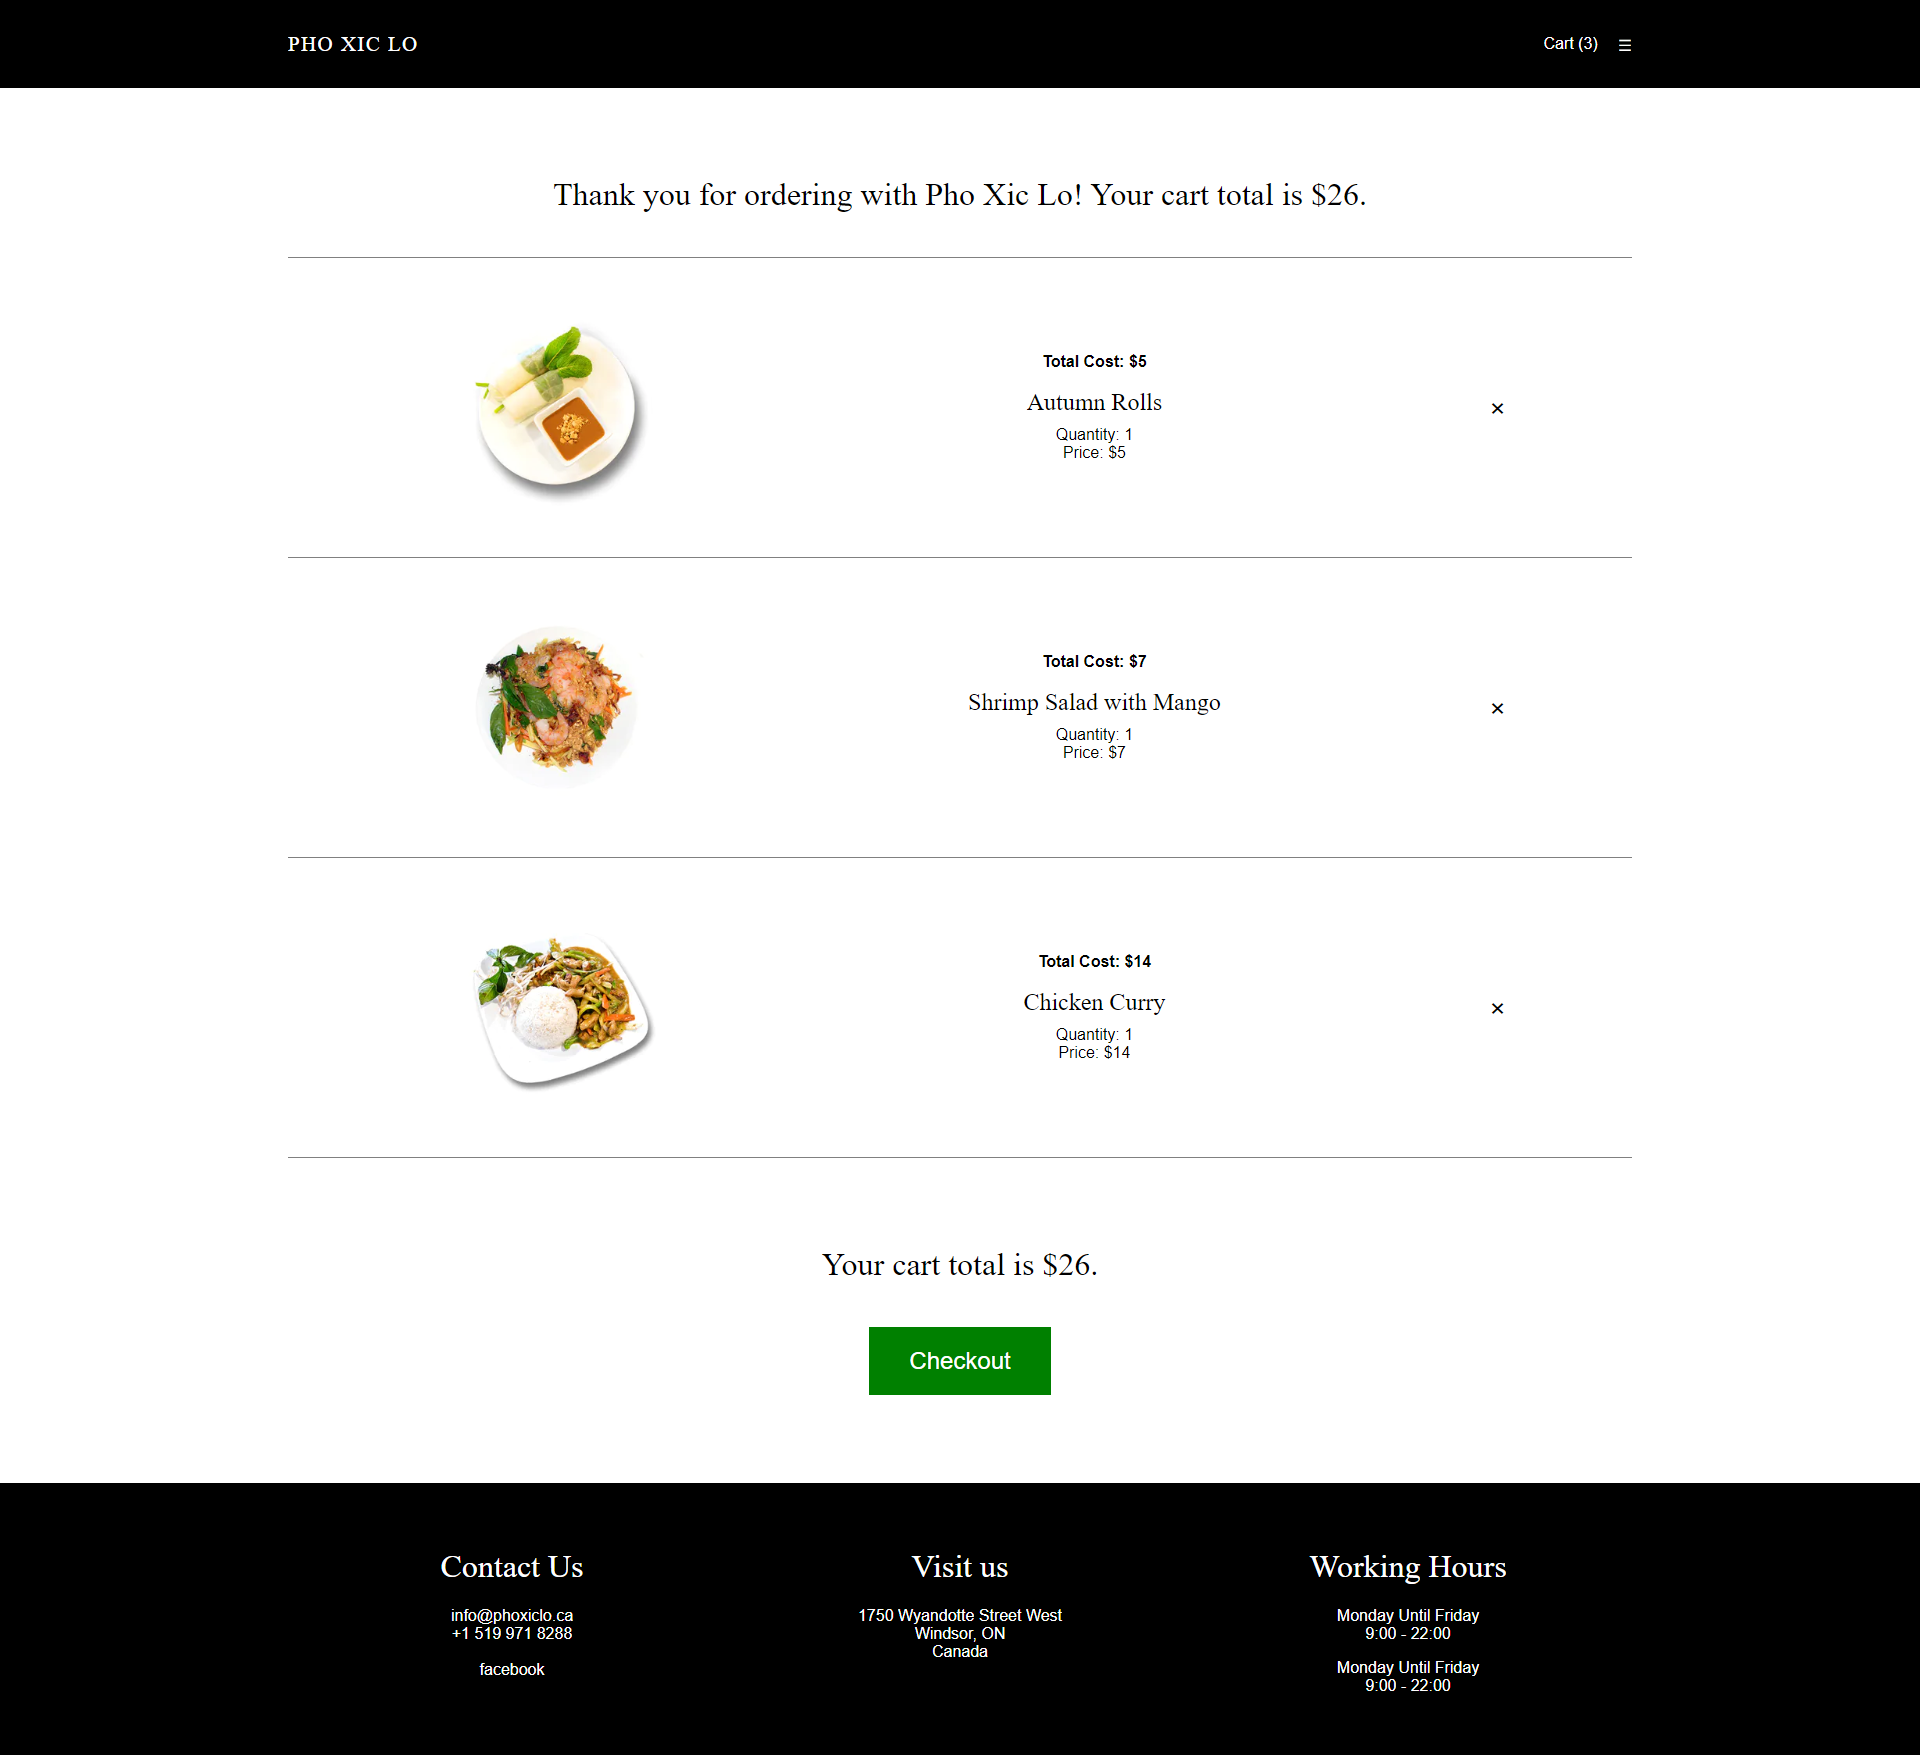 PHO XIC LO
Cart (3) ☰
Thank you for ordering with Pho Xic Lo! Your cart total is $26.
Total Cost: $5
Autumn Rolls
Quantity: 1
Price: $5
✕
Total Cost: $7
Shrimp Salad with Mango
Quantity: 1
Price: $7
✕
Total Cost: $14
Chicken Curry
Quantity: 1
Price: $14
✕
Your cart total is $26.
Checkout
Contact Us
info@phoxiclo.ca
+1 519 971 8288
facebook
Visit us
1750 Wyandotte Street West
Windsor, ON
Canada
Working Hours
Monday Until Friday
9:00 - 22:00
Monday Until Friday
9:00 - 22:00